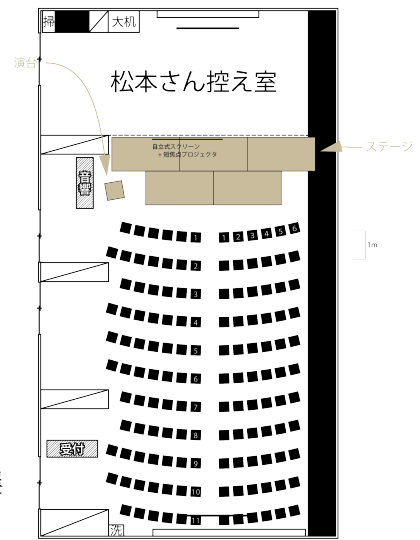 掃
大机
演台
松本さん控え室
自立式スクリーン
+ 短焦点プロジェクタ
ステージ
音響
1 1 2 3 4 5 6
2
1m
3
4
5
6
7
8
受付
9
10
11
洗